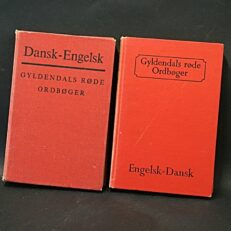 Dansk-Engelsk
GYLDENDALS RØDE
ORDBØGER
Gyldendals røde
Ordbøger
Engelsk-Dansk